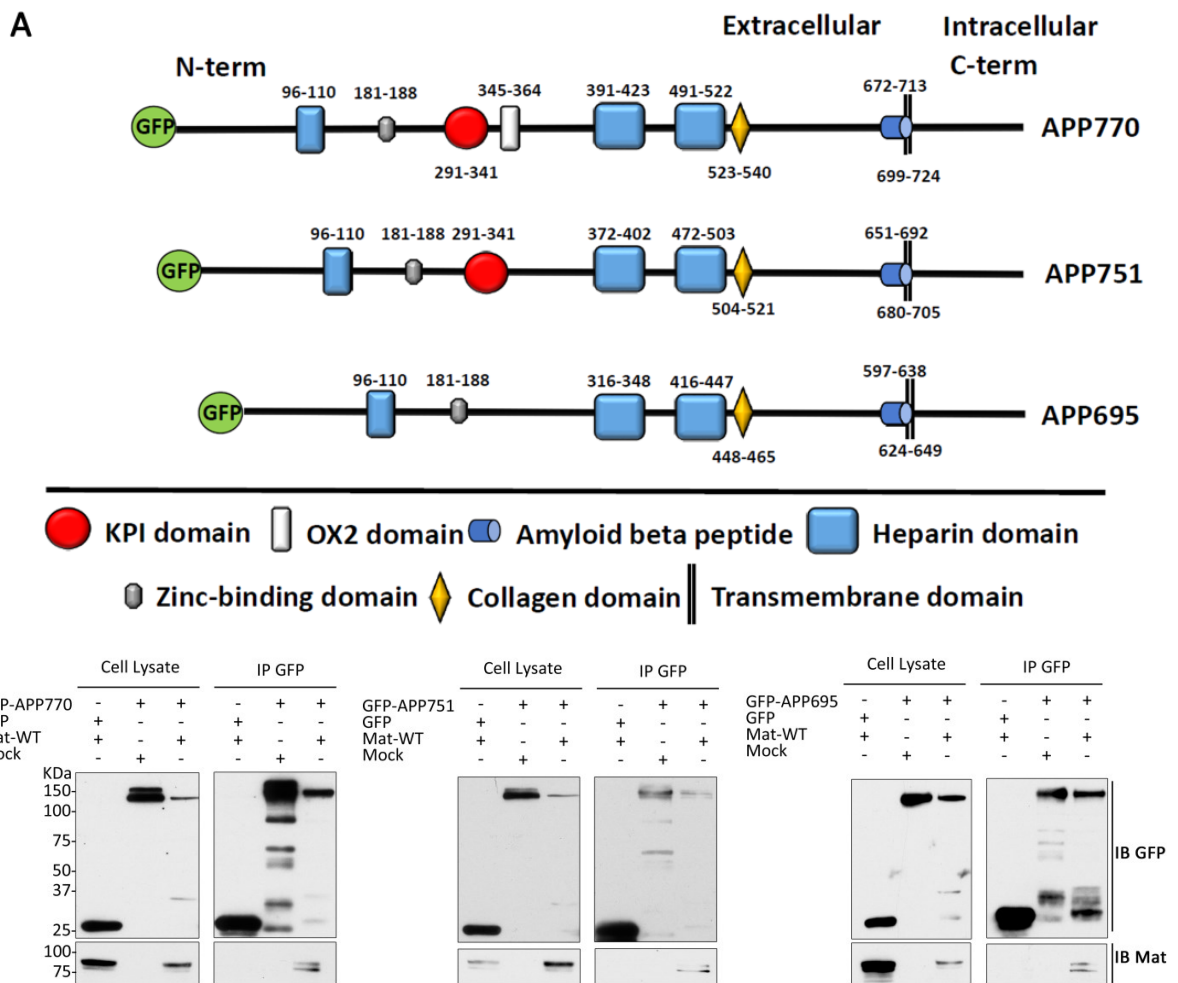 A
Extracellular Intracellular
N-term C-term
96-110 181-188 345-364 391-423 491-522 672-713
GFP APP770
291-341 523-540 699-724
96-110 181-188 291-341 372-402 472-503 651-692
GFP APP751
504-521 680-705
96-110 181-188 316-348 416-447 597-638
GFP APP695
448-465 624-649
KPI domain OX2 domain Amyloid beta peptide Heparin domain
Zinc-binding domain Collagen domain Transmembrane domain
Cell Lysate IP GFP Cell Lysate IP GFP Cell Lysate IP GFP
P-APP770 - + + - + + GFP-APP751 - + + - + + GFP-APP695 - + + - + +
P + - - + - - GFP + - - + - - GFP + - - + - -
at-WT + - + + - + Mat-WT + - + + - + Mat-WT + - + + - +
ock - + - - + - Mock - + - - + - Mock - + - - + -
KDa
150-
100-
75-
50-
37-
25-
IB GFP
100-
75-
IB Mat